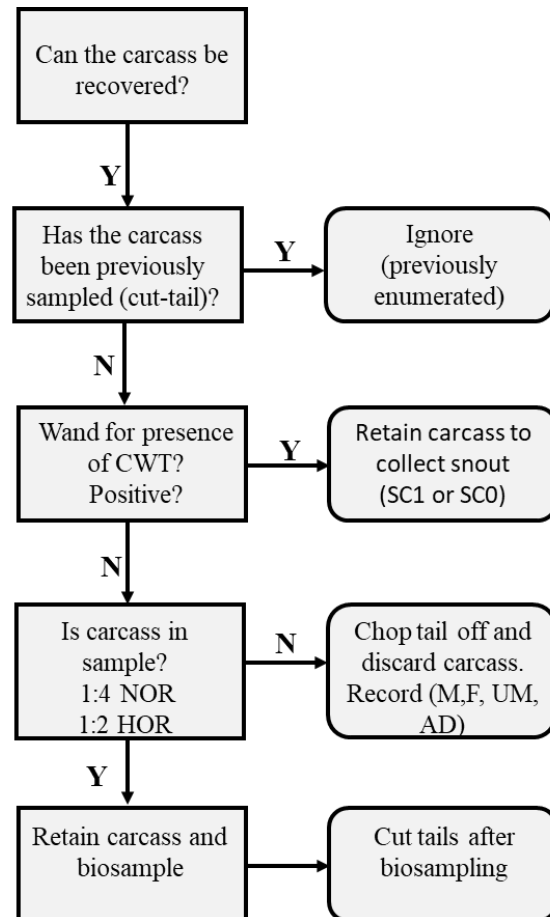 Can the carcass be
recovered?
Y
Has the carcass
been previously
sampled (cut-tail)?
Y
Ignore
(previously
enumerated)
N
Wand for presence
of CWT?
Positive?
Y
Retain carcass to
collect snout
(SC1 or SC0)
N
Is carcass in
sample?
1:4 NOR
1:2 HOR
N
Chop tail off and
discard carcass.
Record (M,F, UM,
AD)
Y
Retain carcass and
biosample
Cut tails after
biosampling